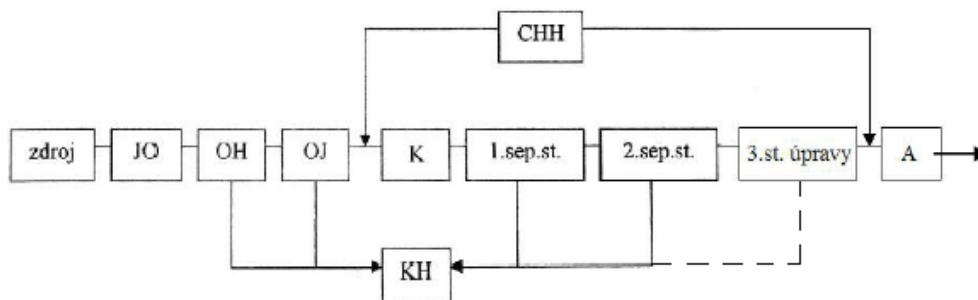 CHH
zdroj
JO
OH
OJ
K
1.sep.st.
2.sep.st.
3.st. úpravy
A
KH